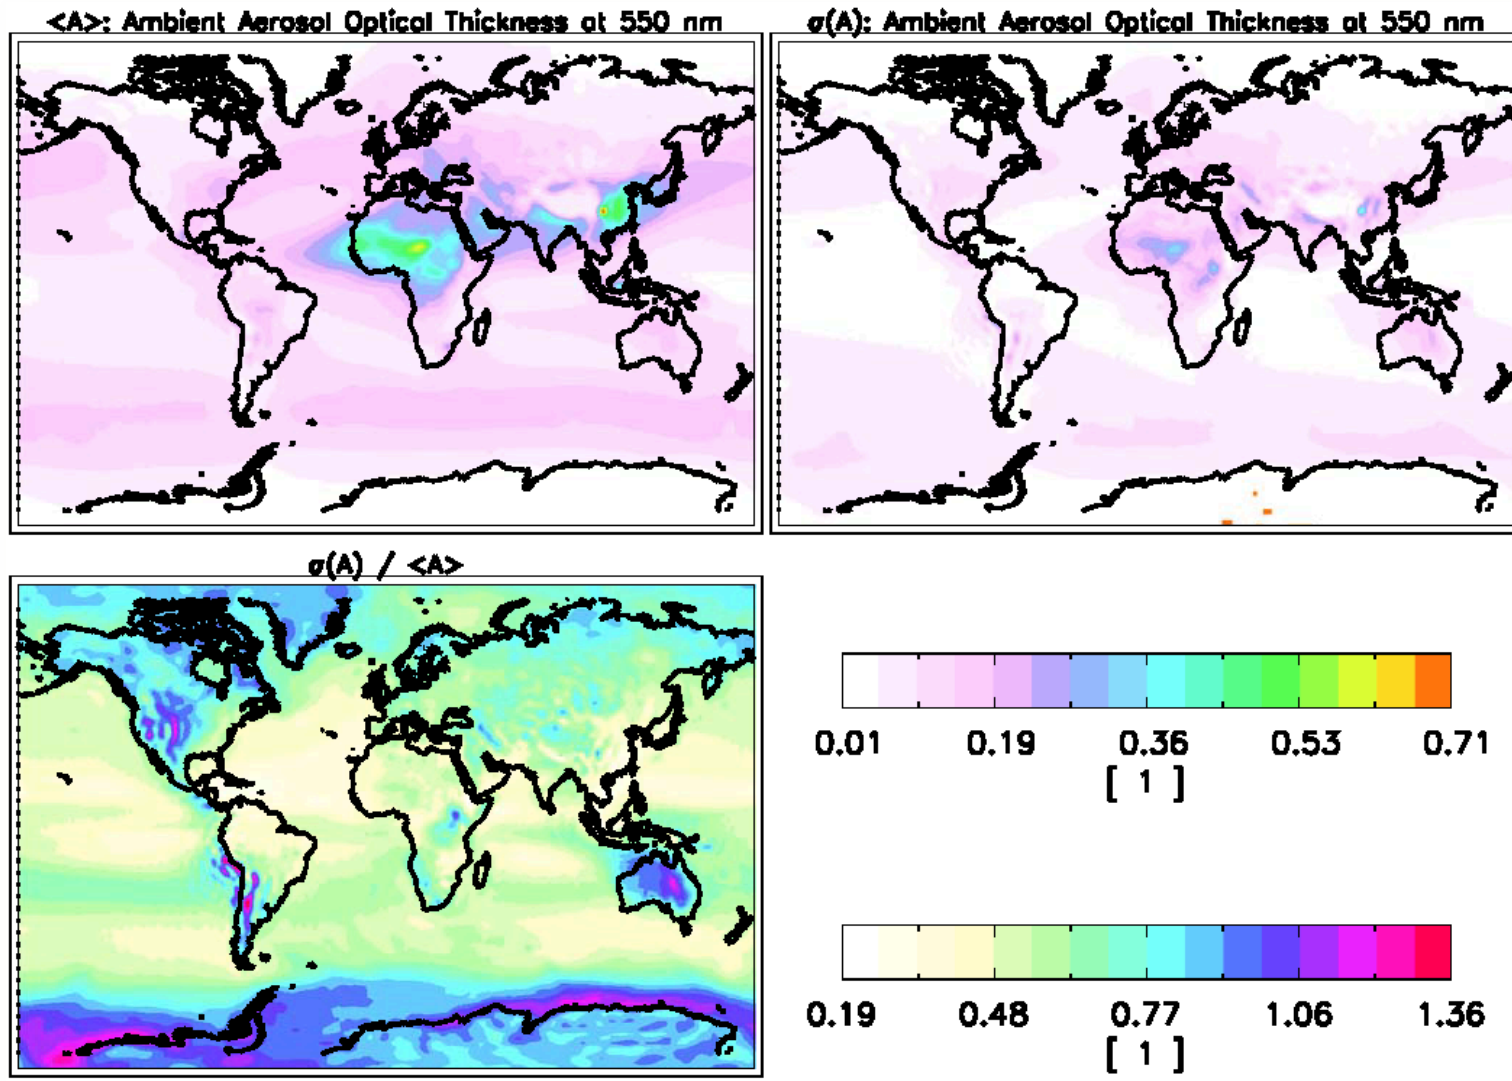 <A>: Ambient Aerosol Optical Thickness at 550 nm
σ(A): Ambient Aerosol Optical Thickness at 550 nm
σ(A) / <A>
0.01 0.19 0.36 0.53 0.71
[ 1 ]
0.19 0.48 0.77 1.06 1.36
[ 1 ]